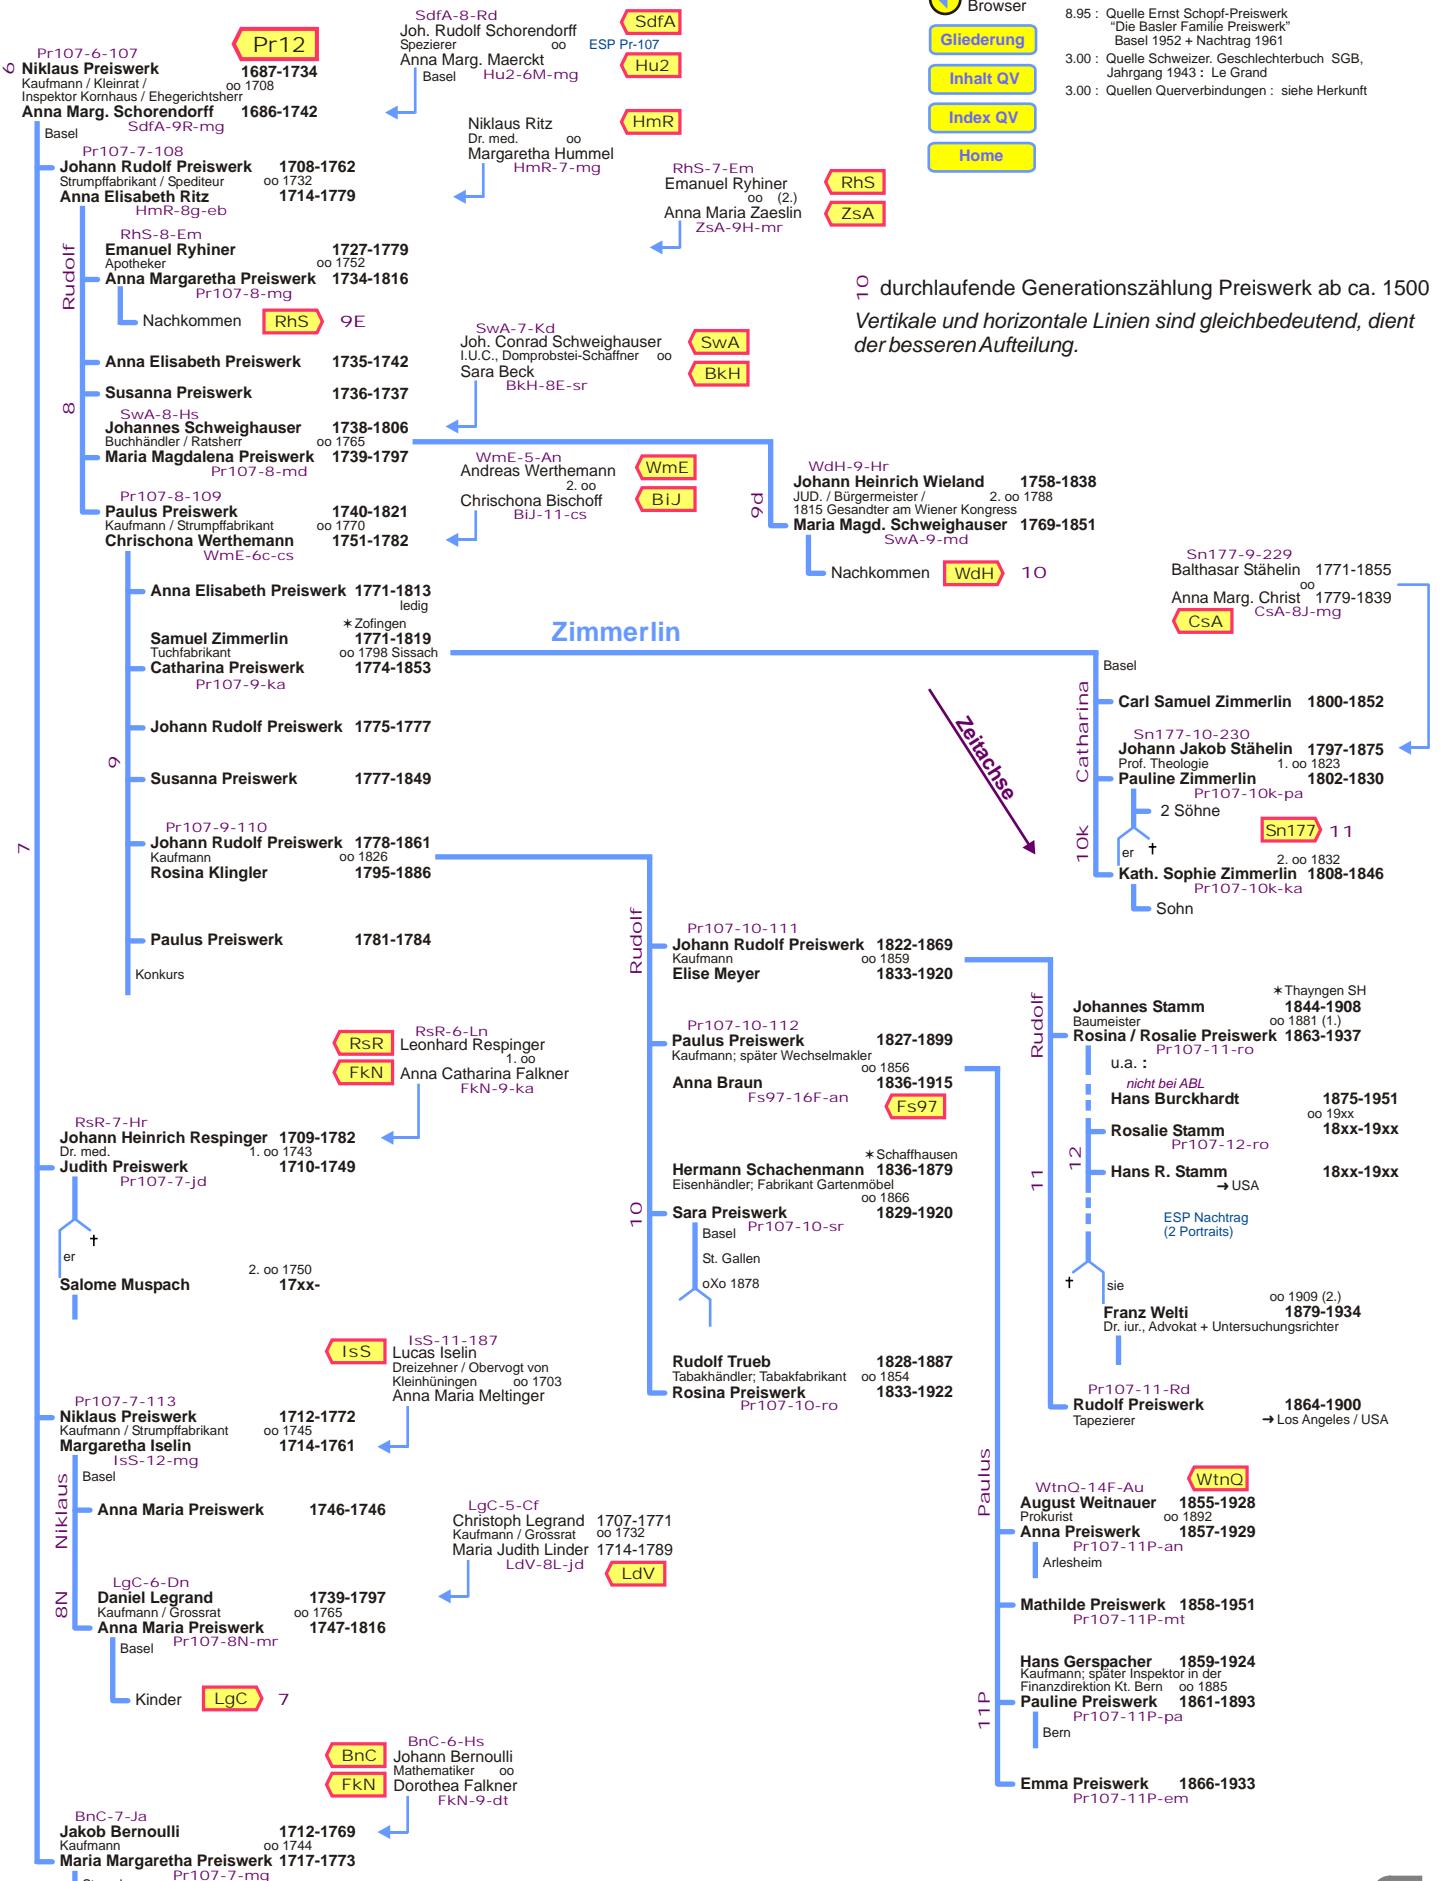 Browser
Gliederung
Inhalt QV
Index QV
Home
8.95 : Quelle Ernst Schopf-Preiswerk
"Die Basler Familie Preiswerk"
Basel 1952 + Nachtrag 1961
3.00 : Quelle Schweizer. Geschlechterbuch SGB,
Jahrgang 1943 : Le Grand
3.00 : Quellen Querverbindungen : siehe Herkunft
10 durchlaufende Generationszählung Preiswerk ab ca. 1500
Vertikale und horizontale Linien sind gleichbedeutend, dient
der besseren Aufteilung.
Pr12
Pr107-6-107
6
Niklaus Preiswerk 1687-1734
Kaufmann / Kleinrat / oo 1708
Inspektor Kornhaus / Ehegerichtsherr
Anna Marg. Schorendorff 1686-1742
SdfA-9R-mg
Basel
SdfA-8-Rd
Joh. Rudolf Schorendorff
SdfA
Spezierer oo ESP Pr-107
Anna Marg. Maerckt
Basel Hu2-6M-mg
Hu2
7
Pr107-7-108
Johann Rudolf Preiswerk 1708-1762
Strumpffabrikant / Spediteur oo 1732
Anna Elisabeth Ritz 1714-1779
HmR-8g-eb
Niklaus Ritz
HmR
Dr. med. oo
Margaretha Hummel
HmR-7-mg
Rudolf
8
RhS-8-Em
Emanuel Ryhiner 1727-1779
Apotheker oo 1752
Anna Margaretha Preiswerk 1734-1816
Pr107-8-mg
Nachkommen RhS 9E
RhS-7-Em
Emanuel Ryhiner RhS
oo (2.)
Anna Maria Zaeslin ZsA
ZsA-9H-mr
Anna Elisabeth Preiswerk 1735-1742
Susanna Preiswerk 1736-1737
SwA-8-Hs
Johannes Schweighauser 1738-1806
Buchhändler / Ratsherr oo 1765
Maria Magdalena Preiswerk 1739-1797
Pr107-8-md
SwA-7-Kd
Joh. Conrad Schweighauser SwA
I.U.C., Domprobstei-Schaffner oo
Sara Beck BkH
BkH-8E-sr
9d
WdH-9-Hr
Johann Heinrich Wieland 1758-1838
JUD. / Bürgermeister / 2. oo 1788
1815 Gesandter am Wiener Kongress
Maria Magd. Schweighauser 1769-1851
SwA-9-md
Nachkommen WdH 10
Pr107-8-109
Paulus Preiswerk 1740-1821
Kaufmann / Strumpffabrikant oo 1770
Chrischona Werthemann 1751-1782
WmE-6c-cs
WmE-5-An
Andreas Werthemann WmE
2. oo
Chrischona Bischoff BiJ
BiJ-11-cs
9
Anna Elisabeth Preiswerk 1771-1813
ledig
✶Zofingen
Samuel Zimmerlin 1771-1819
Tuchfabrikant oo 1798 Sissach
Catharina Preiswerk 1774-1853
Pr107-9-ka
Zimmerlin
Johann Rudolf Preiswerk 1775-1777
Susanna Preiswerk 1777-1849
Pr107-9-110
Johann Rudolf Preiswerk 1778-1861
Kaufmann oo 1826
Rosina Klingler 1795-1886
Paulus Preiswerk 1781-1784
Konkurs
Zeitachse
Sn177-9-229
Balthasar Stähelin 1771-1855
oo
Anna Marg. Christ 1779-1839
CsA CsA-8J-mg
Basel
Catharina
10k
Carl Samuel Zimmerlin 1800-1852
Sn177-10-230
Johann Jakob Stähelin 1797-1875
Prof. Theologie 1. oo 1823
Pauline Zimmerlin 1802-1830
Pr107-10k-pa
2 Söhne
Sn177 11
er †
2. oo 1832
Kath. Sophie Zimmerlin 1808-1846
Pr107-10k-ka
Sohn
Rudolf
10
Pr107-10-111
Johann Rudolf Preiswerk 1822-1869
Kaufmann oo 1859
Elise Meyer 1833-1920
Pr107-10-112
Paulus Preiswerk 1827-1899
Kaufmann; später Wechselmakler
oo 1856
Anna Braun 1836-1915
Fs97-16F-an
Fs97
✶Schaffhausen
Hermann Schachenmann 1836-1879
Eisenhändler; Fabrikant Gartenmöbel
oo 1866
Sara Preiswerk 1829-1920
Pr107-10-sr
Basel
St. Gallen
oXo 1878
Rudolf Trueb 1828-1887
Tabakhändler; Tabakfabrikant oo 1854
Rosina Preiswerk 1833-1922
Pr107-10-ro
Rudolf
11
✶Thayngen SH
Johannes Stamm 1844-1908
Baumeister oo 1881 (1.)
Rosina / Rosalie Preiswerk 1863-1937
Pr107-11-ro
u.a. :
nicht bei ABL
Hans Burckhardt 1875-1951
oo 19xx
Rosalie Stamm 18xx-19xx
Pr107-12-ro
12
Hans R. Stamm 18xx-19xx
→ USA
ESP Nachtrag
(2 Portraits)
† sie
oo 1909 (2.)
Franz Welti 1879-1934
Dr. iur., Advokat + Untersuchungsrichter
Pr107-11-Rd
Rudolf Preiswerk 1864-1900
Tapezierer → Los Angeles / USA
Paulus
11P
WtnQ-14F-Au
WtnQ
August Weitnauer 1855-1928
Prokurist oo 1892
Anna Preiswerk 1857-1929
Pr107-11P-an
Arlesheim
Mathilde Preiswerk 1858-1951
Pr107-11P-mt
Hans Gerspacher 1859-1924
Kaufmann; später Inspektor in der
Finanzdirektion Kt. Bern oo 1885
Pauline Preiswerk 1861-1893
Pr107-11P-pa
Bern
Emma Preiswerk 1866-1933
Pr107-11P-em
RsR-6-Ln
RsR Leonhard Respinger
1. oo
FkN Anna Catharina Falkner
FkN-9-ka
RsR-7-Hr
Johann Heinrich Respinger 1709-1782
Dr. med. 1. oo 1743
Judith Preiswerk 1710-1749
Pr107-7-jd
†
er
2. oo 1750
Salome Muspach 17xx-
IsS-11-187
IsS Lucas Iselin
Dreizehner / Obervogt von
Kleinhüningen oo 1703
Anna Maria Meltinger
Pr107-7-113
Niklaus Preiswerk 1712-1772
Kaufmann / Strumpffabrikant oo 1745
Margaretha Iselin 1714-1761
IsS-12-mg
Basel
Niklaus
8N
Anna Maria Preiswerk 1746-1746
LgC-5-Cf
Christoph Legrand 1707-1771
Kaufmann / Grossrat oo 1732
Maria Judith Linder 1714-1789
LdV-8L-jd
LdV
LgC-6-Dn
Daniel Legrand 1739-1797
Kaufmann / Grossrat oo 1765
Anna Maria Preiswerk 1747-1816
Pr107-8N-mr
Basel
Kinder LgC 7
BnC-6-Hs
BnC Johann Bernoulli
Mathematiker oo
FkN Dorothea Falkner
FkN-9-dt
BnC-7-Ja
Jakob Bernoulli 1712-1769
Kaufmann oo 1744
Maria Margaretha Preiswerk 1717-1773
Pr107-7-mg